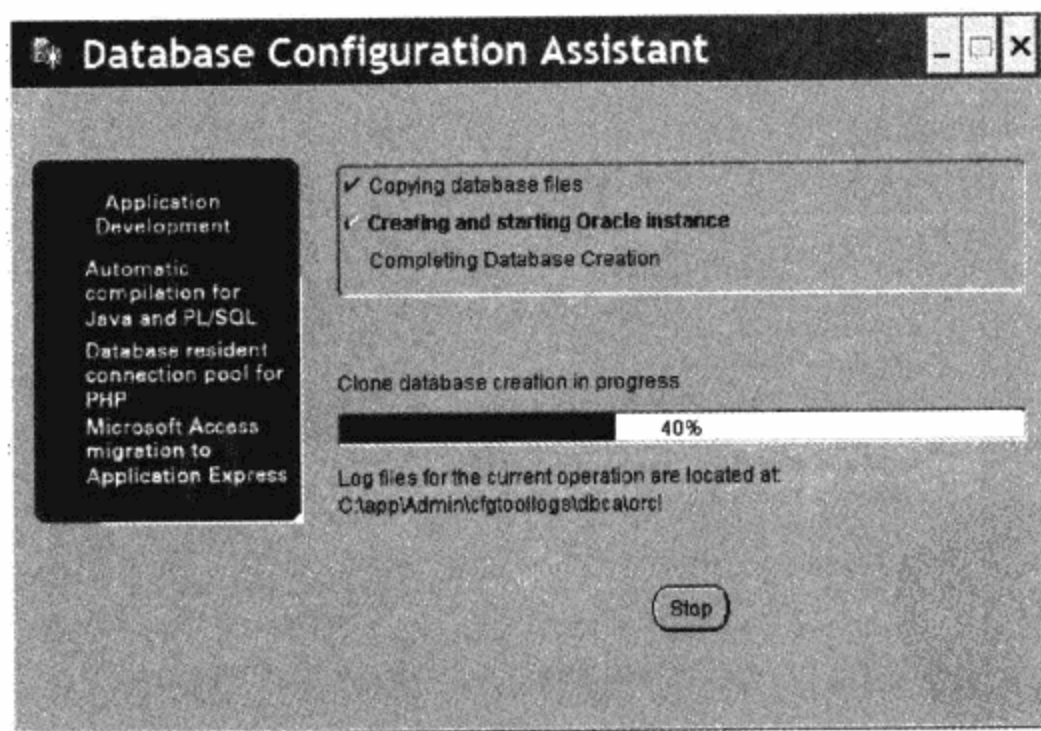 Database Configuration Assistant
Application
Development
Automatic
compilation for
Java and PL/SQL
Database resident
connection pool for
PHP
Microsoft Access
migration to
Application Express
Copying database files
Creating and starting Oracle instance
Completing Database Creation
Clone database creation in progress
40%
Log files for the current operation are located at:
C:\app\Admin\cfgtoollogs\dbca\orcl
Stop